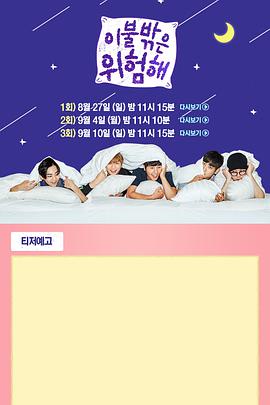 이불 밖은
위험해
1회) 8월 27일 (일) 밤 11시 15분 다시보기
2회) 9월 4일 (월) 밤 11시 10분 다시보기
3회) 9월 10일 (일) 밤 11시 15분 다시보기
티저예고